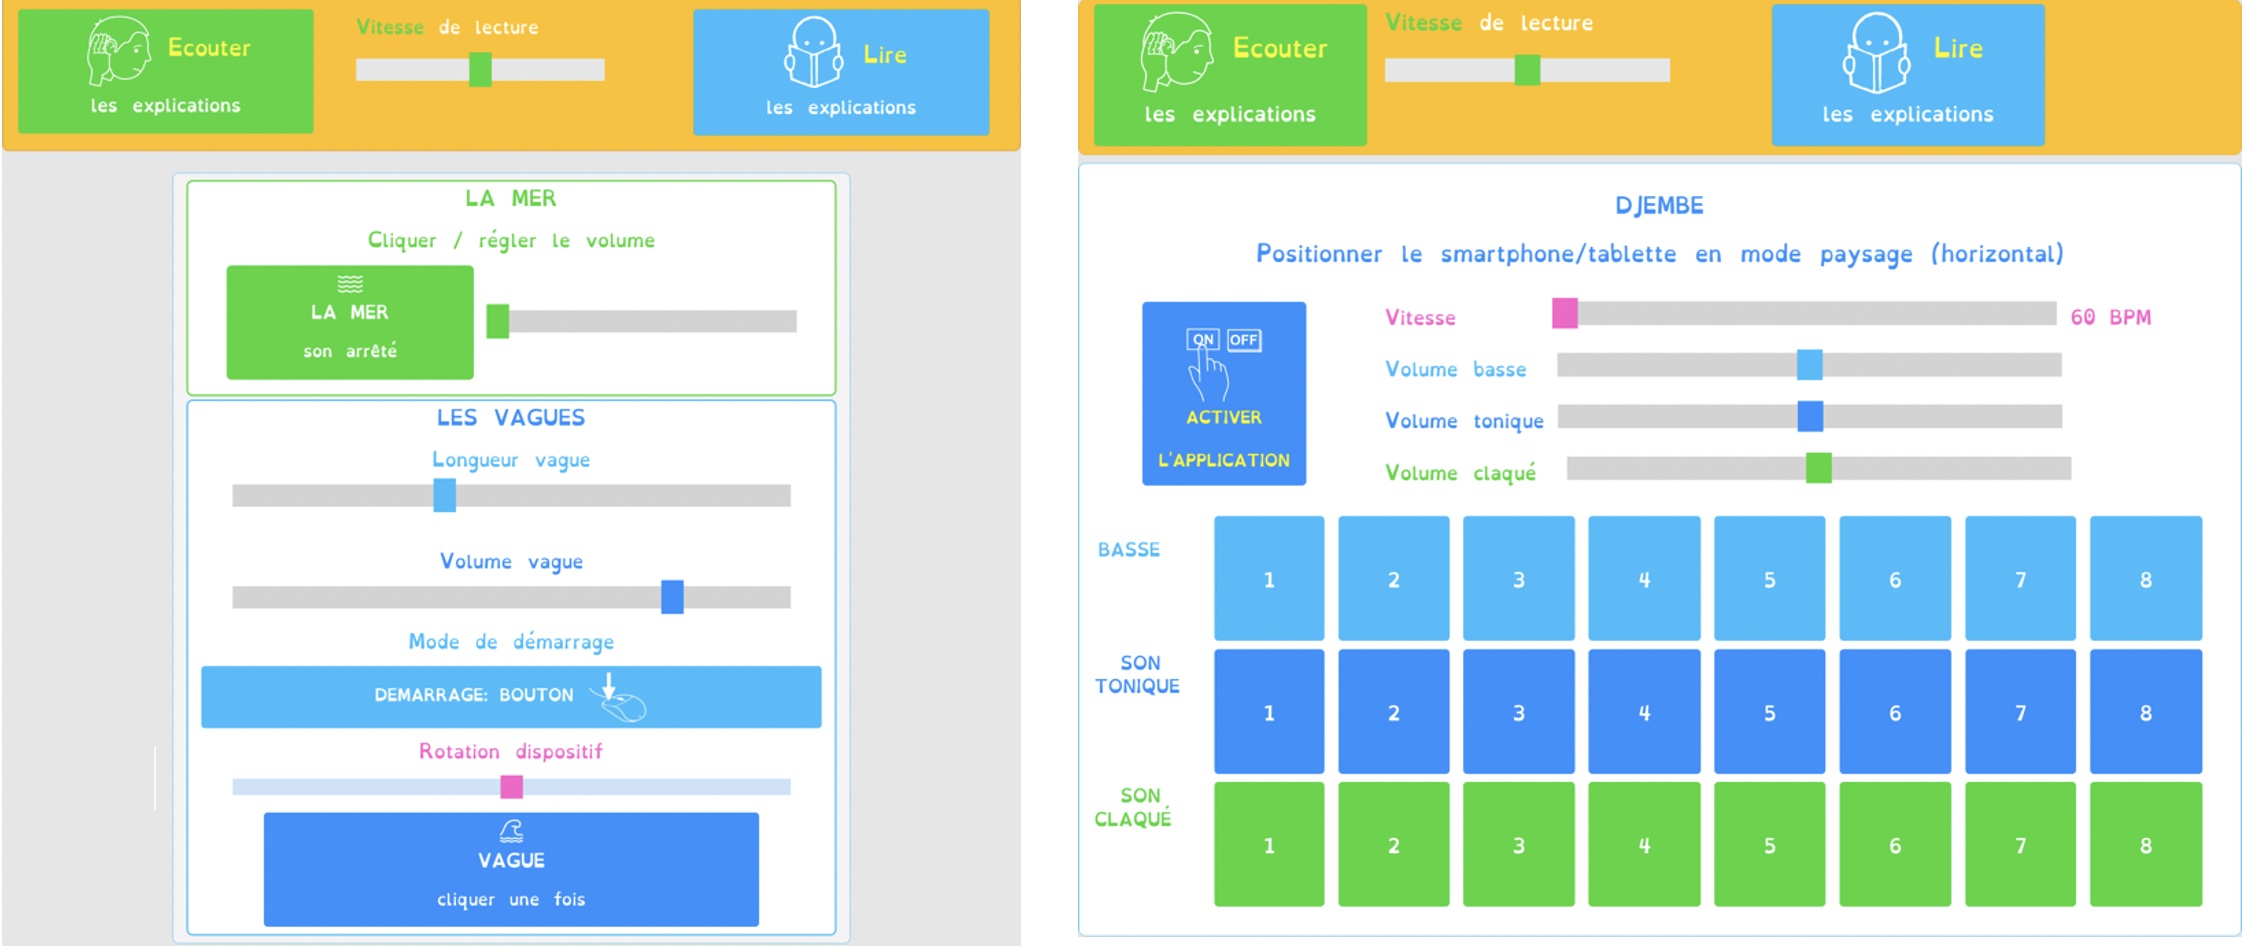 Ecouter
les explications
Vitesse de lecture
Lire
les explications
LA MER
Cliquer / régler le volume
LA MER
son arrêté
LES VAGUES
Longueur vague
Volume vague
Mode de démarrage
DEMARRAGE: BOUTON
Rotation dispositif
VAGUE
cliquer une fois
Ecouter
les explications
Vitesse de lecture
Lire
les explications
DJEMBE
Positionner le smartphone/tablette en mode paysage (horizontal)
ON OFF
ACTIVER
L'APPLICATION
Vitesse 60 BPM
Volume basse
Volume tonique
Volume claqué
BASSE
1 2 3 4 5 6 7 8
SON
TONIQUE
1 2 3 4 5 6 7 8
SON
CLAQUÉ
1 2 3 4 5 6 7 8